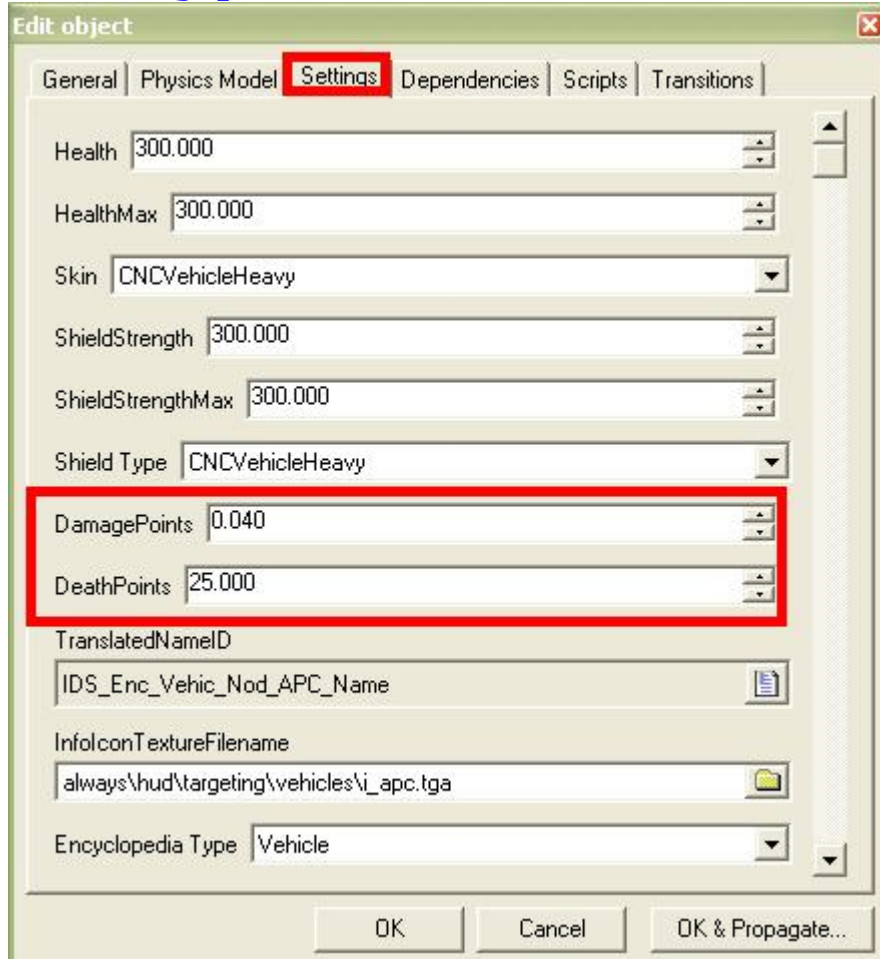 Edit object
General Physics Model Settings Dependencies Scripts Transitions
Health 300.000
HealthMax 300.000
Skin CNCVehicleHeavy
ShieldStrength 300.000
ShieldStrengthMax 300.000
Shield Type CNCVehicleHeavy
DamagePoints 0.040
DeathPoints 25.000
TranslatedNameID
IDS_Enc_Vehic_Nod_APC_Name
InfoIconTextureFilename
always\hud\targeting\vehicles\i_apc.tga
Encyclopedia Type Vehicle
OK Cancel OK & Propagate...